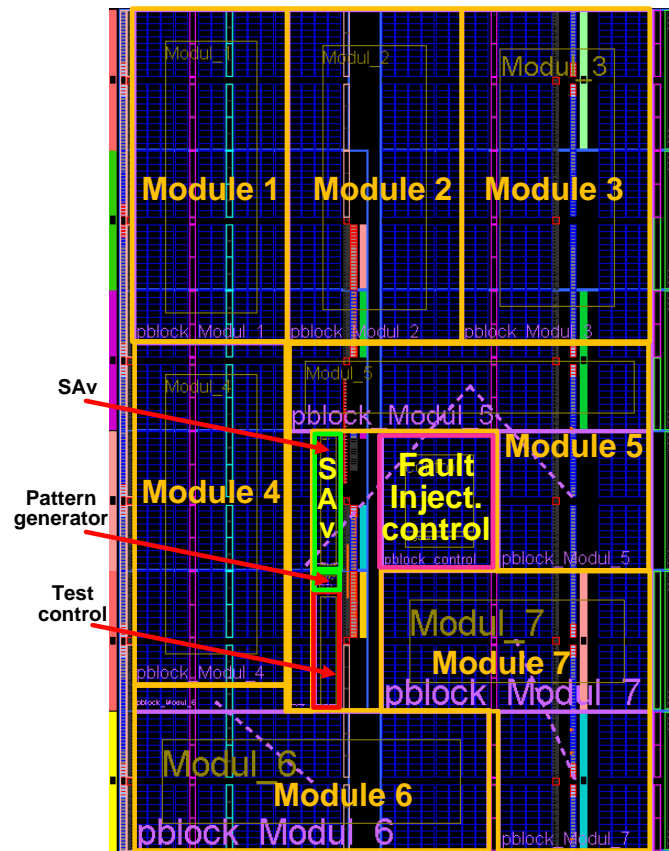 Modul_1
Modul_2
Modul_3
Module 1
Module 2
Module 3
pblock_Modul_1
pblock_Modul_2
pblock_Modul_3
SAv
Modul_4
Modul_5
pblock_Modul_5
Module 5
S
A
v
Fault
Inject.
control
Module 4
Pattern
generator
pblock_control
pblock_Modul_5
Test
control
Modul_7
Module 7
pblock_Modul_4
pblock_Modul_7
pblock_Modul_6
Modul_6
Module 6
pblock_Modul_6
pblock_Modul_7